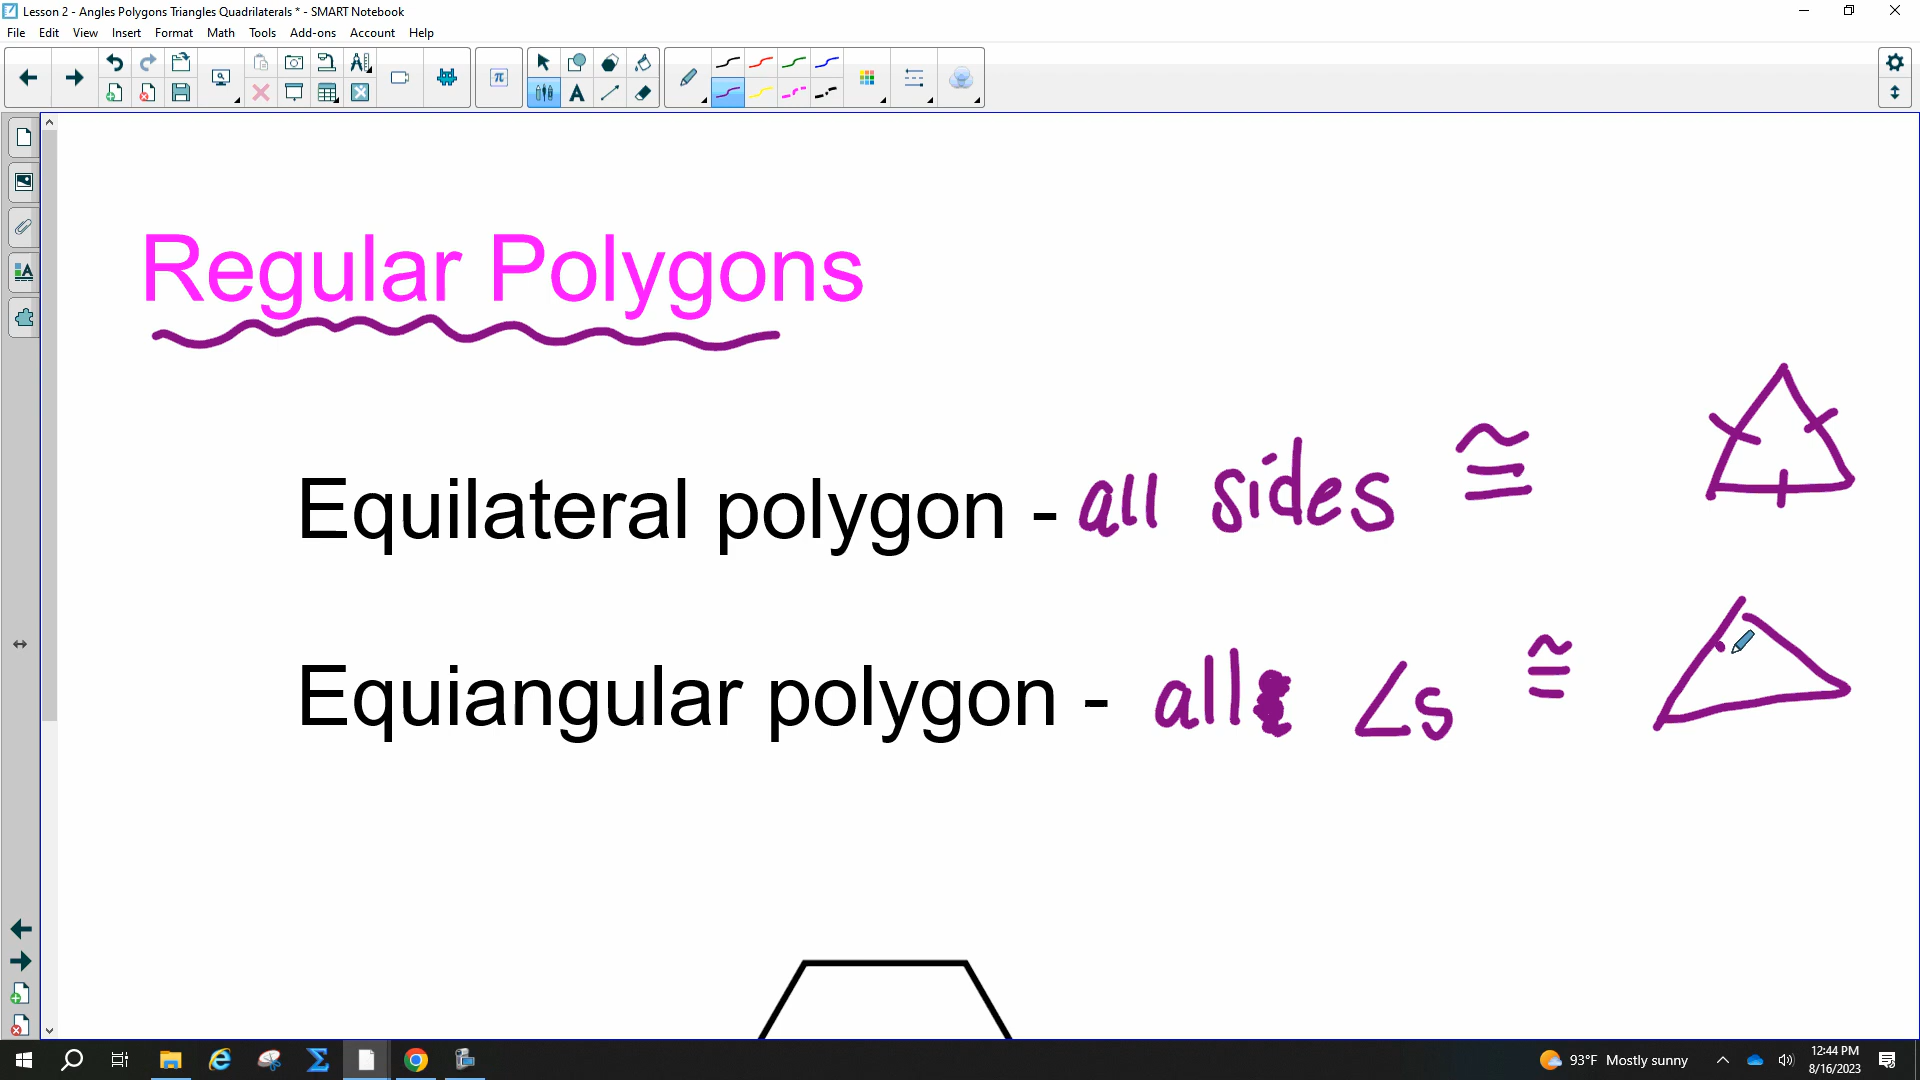 Lesson 2 - Angles Polygons Triangles Quadrilaterals * - SMART Notebook
File Edit View Insert Format Math Tools Add-ons Account Help
Regular Polygons
Equilateral polygon - all sides ≅
Equiangular polygon - all ∠s ≅
93°F Mostly sunny
12:44 PM
8/16/2023